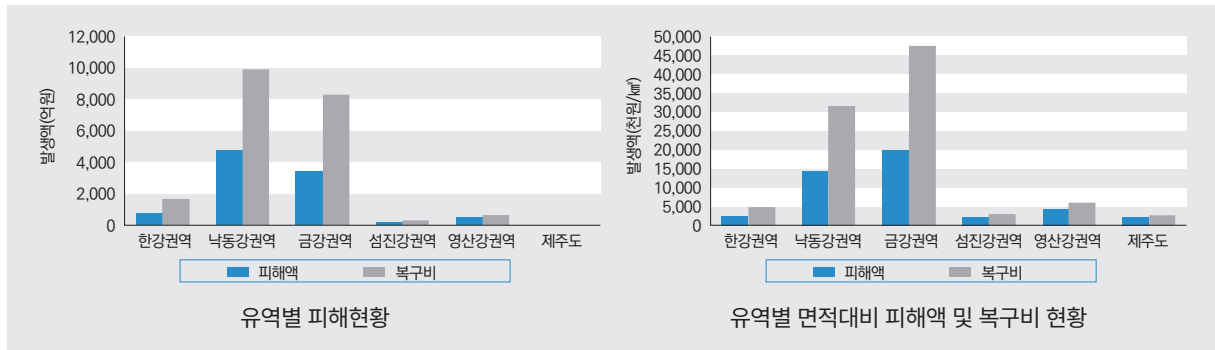 발생액(억원)
12,000
10,000
8,000
6,000
4,000
2,000
0
한강권역 낙동강권역 금강권역 섬진강권역 영산강권역 제주도
피해액 복구비
유역별 피해현황
발생액(천원/㎢)
50,000
45,000
40,000
35,000
30,000
25,000
20,000
15,000
10,000
5,000
0
한강권역 낙동강권역 금강권역 섬진강권역 영산강권역 제주도
피해액 복구비
유역별 면적대비 피해액 및 복구비 현황